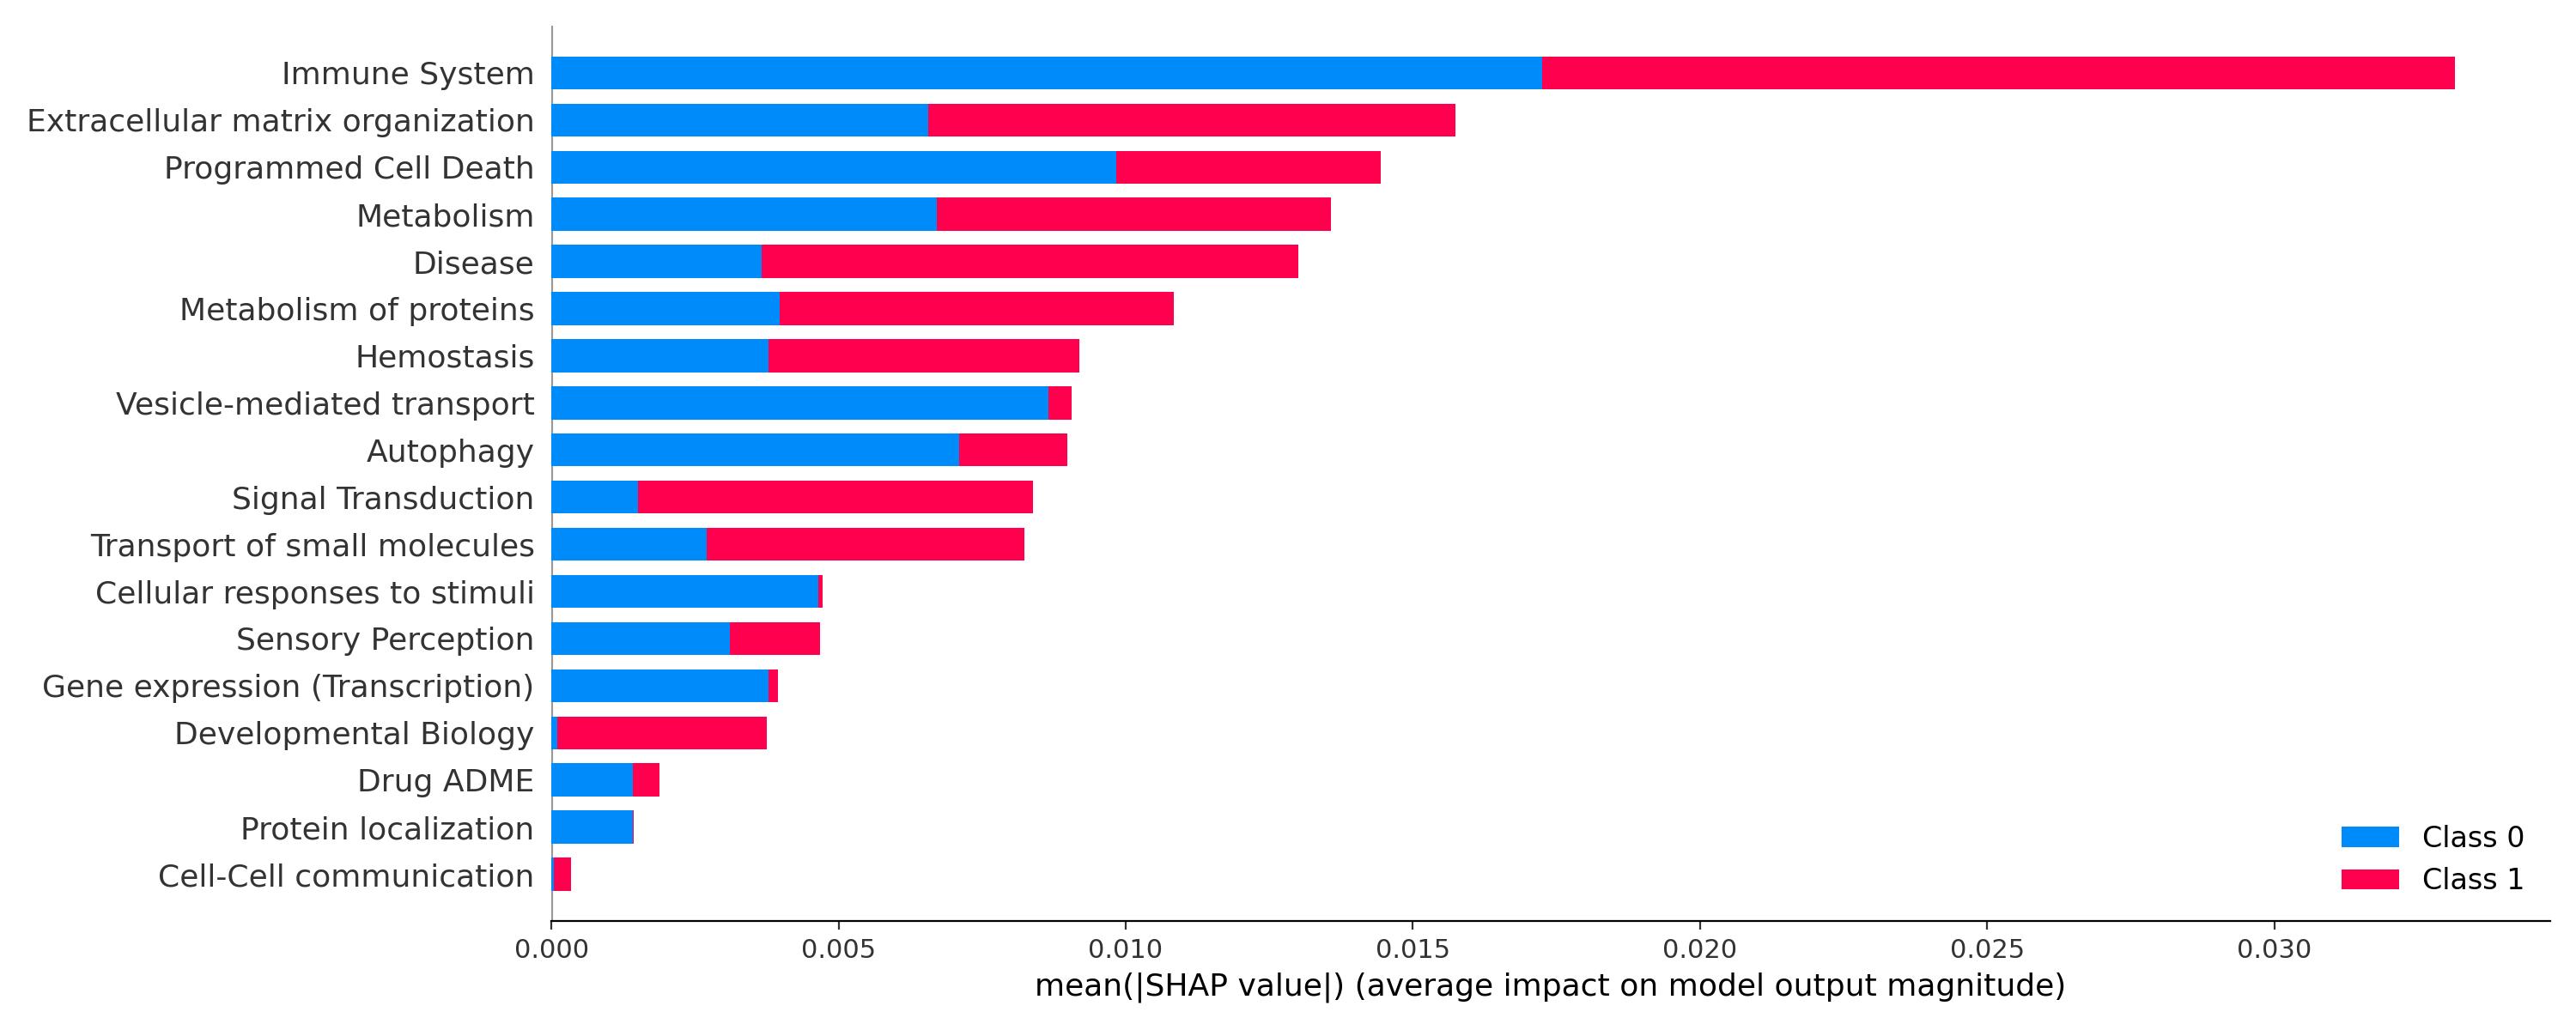 Immune System
Extracellular matrix organization
Programmed Cell Death
Metabolism
Disease
Metabolism of proteins
Hemostasis
Vesicle-mediated transport
Autophagy
Signal Transduction
Transport of small molecules
Cellular responses to stimuli
Sensory Perception
Gene expression (Transcription)
Developmental Biology
Drug ADME
Protein localization
Cell-Cell communication
Class 0
Class 1
0.000 0.005 0.010 0.015 0.020 0.025 0.030
mean(|SHAP value|) (average impact on model output magnitude)